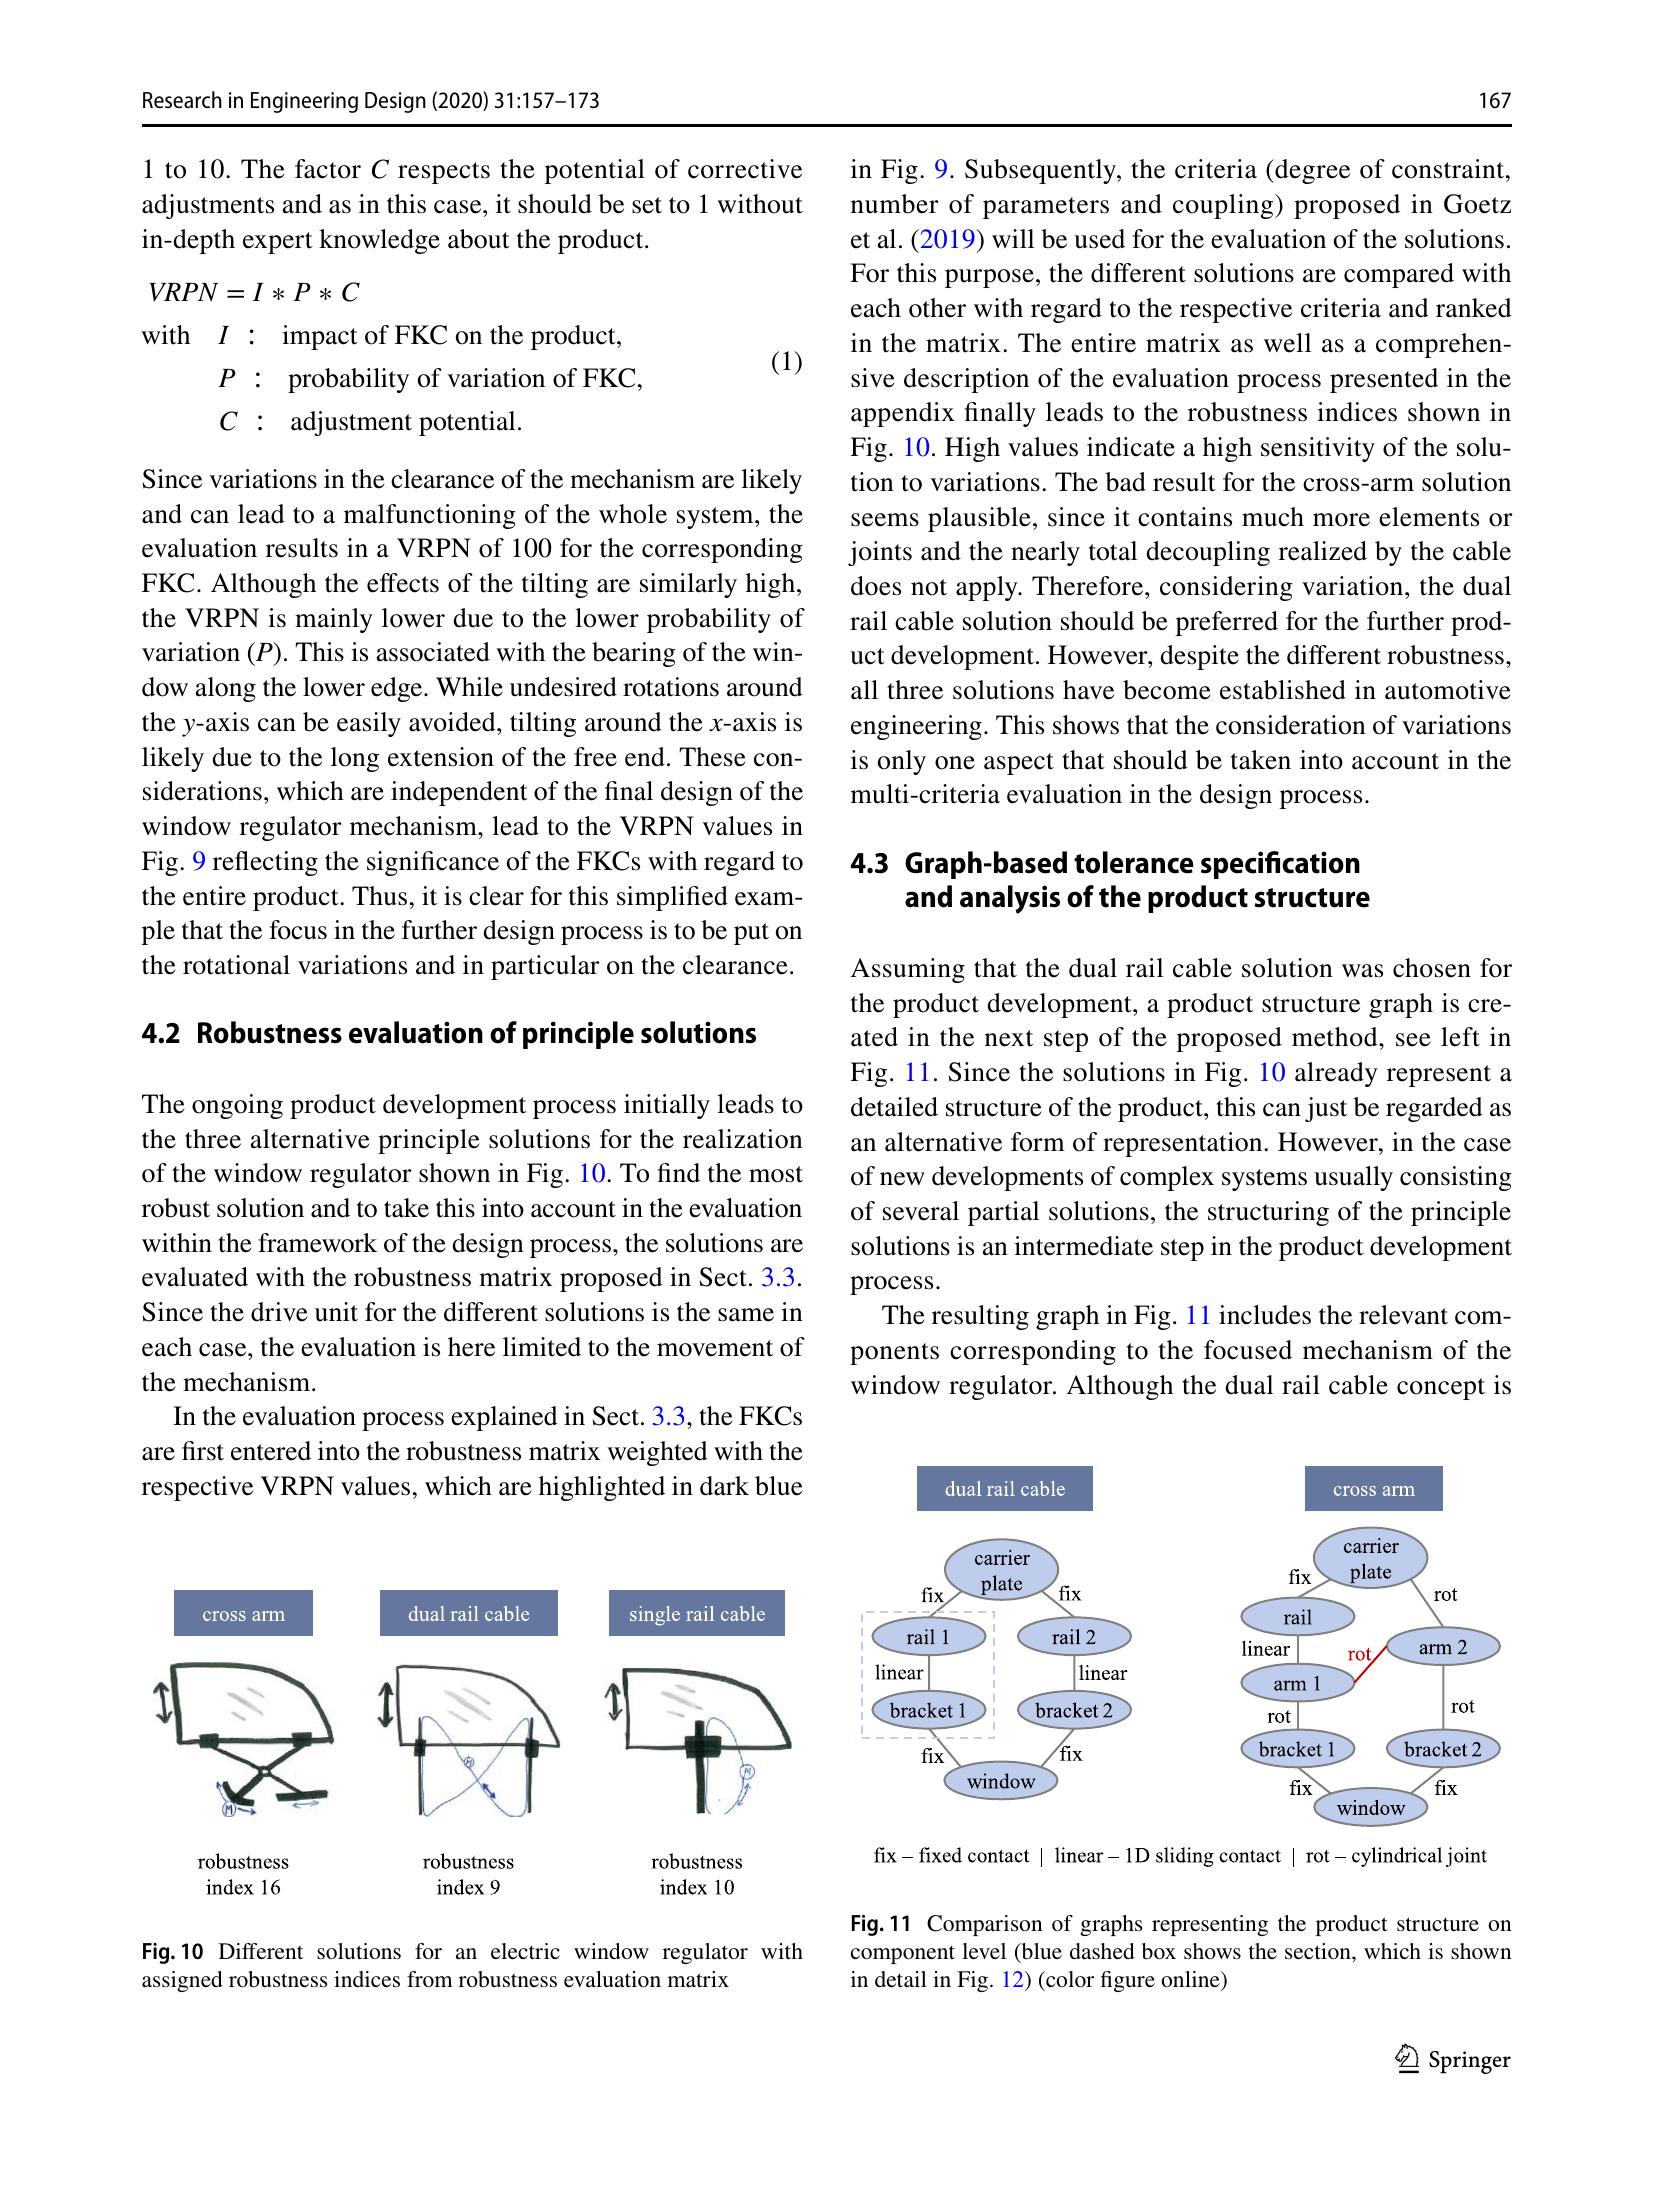 Research in Engineering Design (2020) 31:157–173
167
1 to 10. The factor C respects the potential of corrective
adjustments and as in this case, it should be set to 1 without
in-depth expert knowledge about the product.
VRPN = I ∗ P ∗ C
with I : impact of FKC on the product,
P : probability of variation of FKC,
C : adjustment potential.
(1)
Since variations in the clearance of the mechanism are likely
and can lead to a malfunctioning of the whole system, the
evaluation results in a VRPN of 100 for the corresponding
FKC. Although the effects of the tilting are similarly high,
the VRPN is mainly lower due to the lower probability of
variation (P). This is associated with the bearing of the win-
dow along the lower edge. While undesired rotations around
the y-axis can be easily avoided, tilting around the x-axis is
likely due to the long extension of the free end. These con-
siderations, which are independent of the final design of the
window regulator mechanism, lead to the VRPN values in
Fig. 9 reflecting the significance of the FKCs with regard to
the entire product. Thus, it is clear for this simplified exam-
ple that the focus in the further design process is to be put on
the rotational variations and in particular on the clearance.
4.2 Robustness evaluation of principle solutions
The ongoing product development process initially leads to
the three alternative principle solutions for the realization
of the window regulator shown in Fig. 10. To find the most
robust solution and to take this into account in the evaluation
within the framework of the design process, the solutions are
evaluated with the robustness matrix proposed in Sect. 3.3.
Since the drive unit for the different solutions is the same in
each case, the evaluation is here limited to the movement of
the mechanism.
In the evaluation process explained in Sect. 3.3, the FKCs
are first entered into the robustness matrix weighted with the
respective VRPN values, which are highlighted in dark blue
cross arm
dual rail cable
single rail cable
M
M
M
robustness
index 16
robustness
index 9
robustness
index 10
Fig. 10 Different solutions for an electric window regulator with
assigned robustness indices from robustness evaluation matrix
in Fig. 9. Subsequently, the criteria (degree of constraint,
number of parameters and coupling) proposed in Goetz
et al. (2019) will be used for the evaluation of the solutions.
For this purpose, the different solutions are compared with
each other with regard to the respective criteria and ranked
in the matrix. The entire matrix as well as a comprehen-
sive description of the evaluation process presented in the
appendix finally leads to the robustness indices shown in
Fig. 10. High values indicate a high sensitivity of the solu-
tion to variations. The bad result for the cross-arm solution
seems plausible, since it contains much more elements or
joints and the nearly total decoupling realized by the cable
does not apply. Therefore, considering variation, the dual
rail cable solution should be preferred for the further prod-
uct development. However, despite the different robustness,
all three solutions have become established in automotive
engineering. This shows that the consideration of variations
is only one aspect that should be taken into account in the
multi-criteria evaluation in the design process.
4.3 Graph-based tolerance specification
and analysis of the product structure
Assuming that the dual rail cable solution was chosen for
the product development, a product structure graph is cre-
ated in the next step of the proposed method, see left in
Fig. 11. Since the solutions in Fig. 10 already represent a
detailed structure of the product, this can just be regarded as
an alternative form of representation. However, in the case
of new developments of complex systems usually consisting
of several partial solutions, the structuring of the principle
solutions is an intermediate step in the product development
process.
The resulting graph in Fig. 11 includes the relevant com-
ponents corresponding to the focused mechanism of the
window regulator. Although the dual rail cable concept is
dual rail cable
carrier
plate
fix
fix
rail 1
rail 2
linear
linear
bracket 1
bracket 2
fix
fix
window
cross arm
carrier
plate
fix
rot
rail
linear
rot
arm 2
arm 1
rot
rot
bracket 1
bracket 2
fix
fix
window
fix – fixed contact | linear – 1D sliding contact | rot – cylindrical joint
Fig. 11 Comparison of graphs representing the product structure on
component level (blue dashed box shows the section, which is shown
in detail in Fig. 12) (color figure online)
Springer